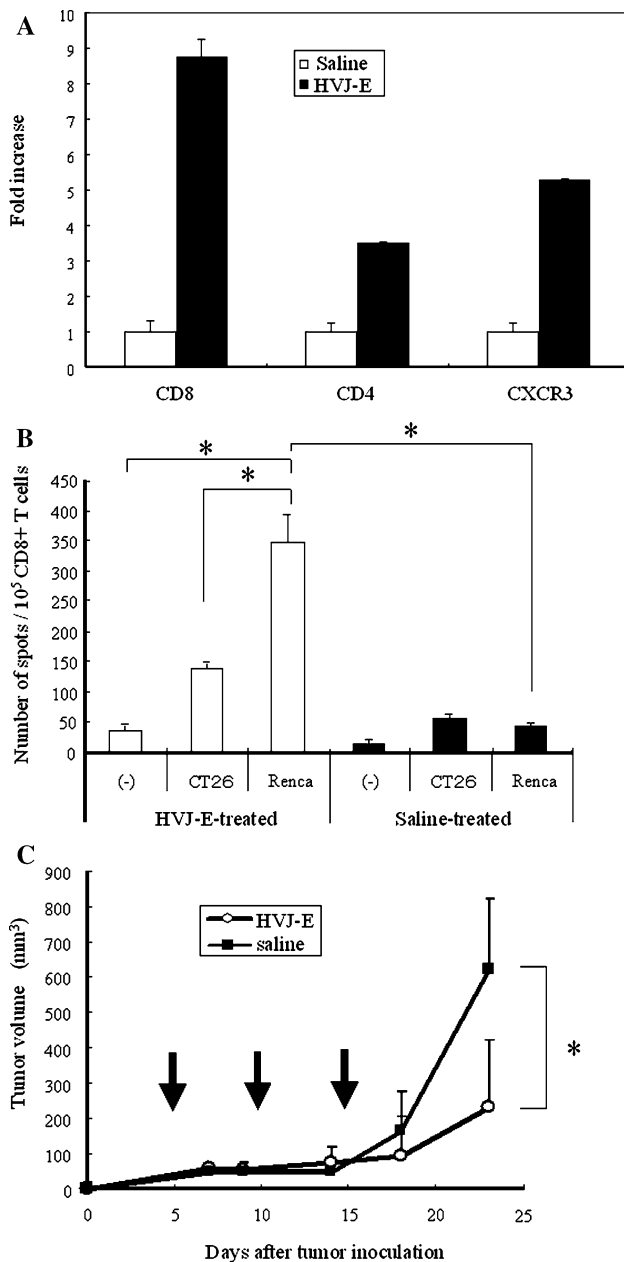 A
Fold increase
10
9
8
7
6
5
4
3
2
1
0
Saline
HVJ-E
CD8 CD4 CXCR3
B
Number of spots / 10⁵ CD8+ T cells
450
400
350
300
250
200
150
100
50
0
* * *
(-) CT26 Renca (-) CT26 Renca
HVJ-E-treated Saline-treated
C
Tumor volume (mm³)
900
800
700
600
500
400
300
200
100
0
HVJ-E
saline
*
0 5 10 15 20 25
Days after tumor inoculation